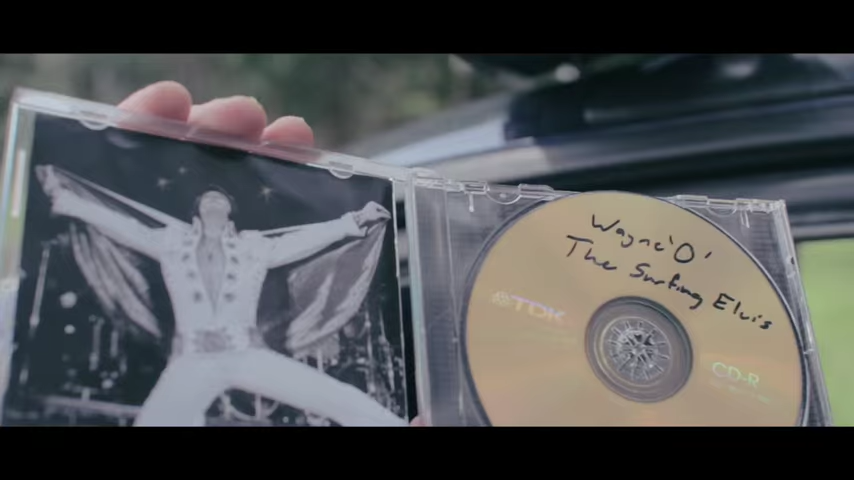 Wayne 'O'
The Surfing Elvis
TDK
CD-R